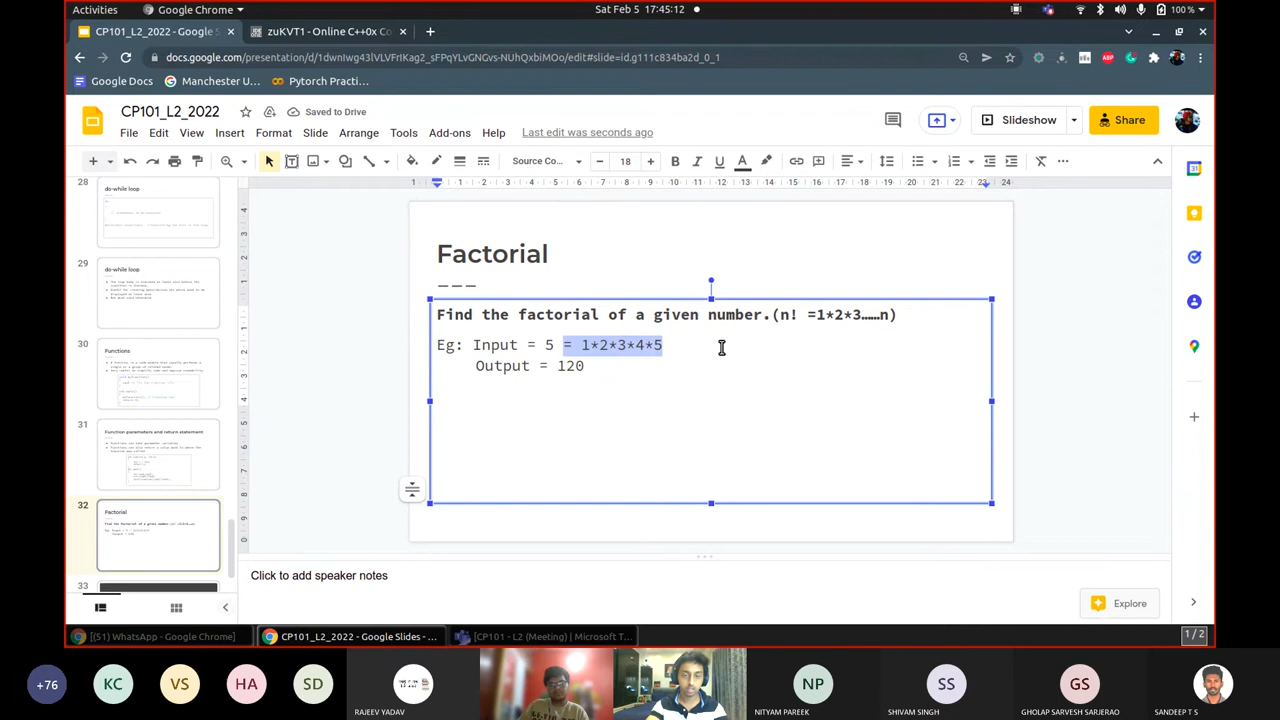 Activities
Google Chrome
Sat Feb 5 17:45:12
100 %
CP101_L2_2022 - Google S
zuKVT1 - Online C++0x Co
docs.google.com/presentation/d/1dwnIwg43lVLVFrIKag2_sFPqYLvGNGvs-NUhQxbiMOo/edit#slide=id.g111c834ba2d_0_1
Google Docs
Manchester U...
Pytorch Practi...
CP101_L2_2022
Saved to Drive
File Edit View Insert Format Slide Arrange Tools Add-ons Help
Last edit was seconds ago
Slideshow
Share
Source Co...
18
28
do-while loop
29
do-while loop
30
Functions
31
Function parameters and return statement
32
Factorial
33
Factorial
---
Find the factorial of a given number.(n! =1*2*3……n)
Eg: Input = 5 = 1*2*3*4*5
Output = 120
Click to add speaker notes
Explore
[(51) WhatsApp - Google Chrome]
CP101_L2_2022 - Google Slides - ...
[CP101 - L2 (Meeting) | Microsoft T...
1 / 2
+76
KC
VS
HA
SD
RAJEEV YADAV
NP
NITYAM PAREEK
SS
SHIVAM SINGH
GS
GHOLAP SARVESH SARJERAO
SANDEEP T S